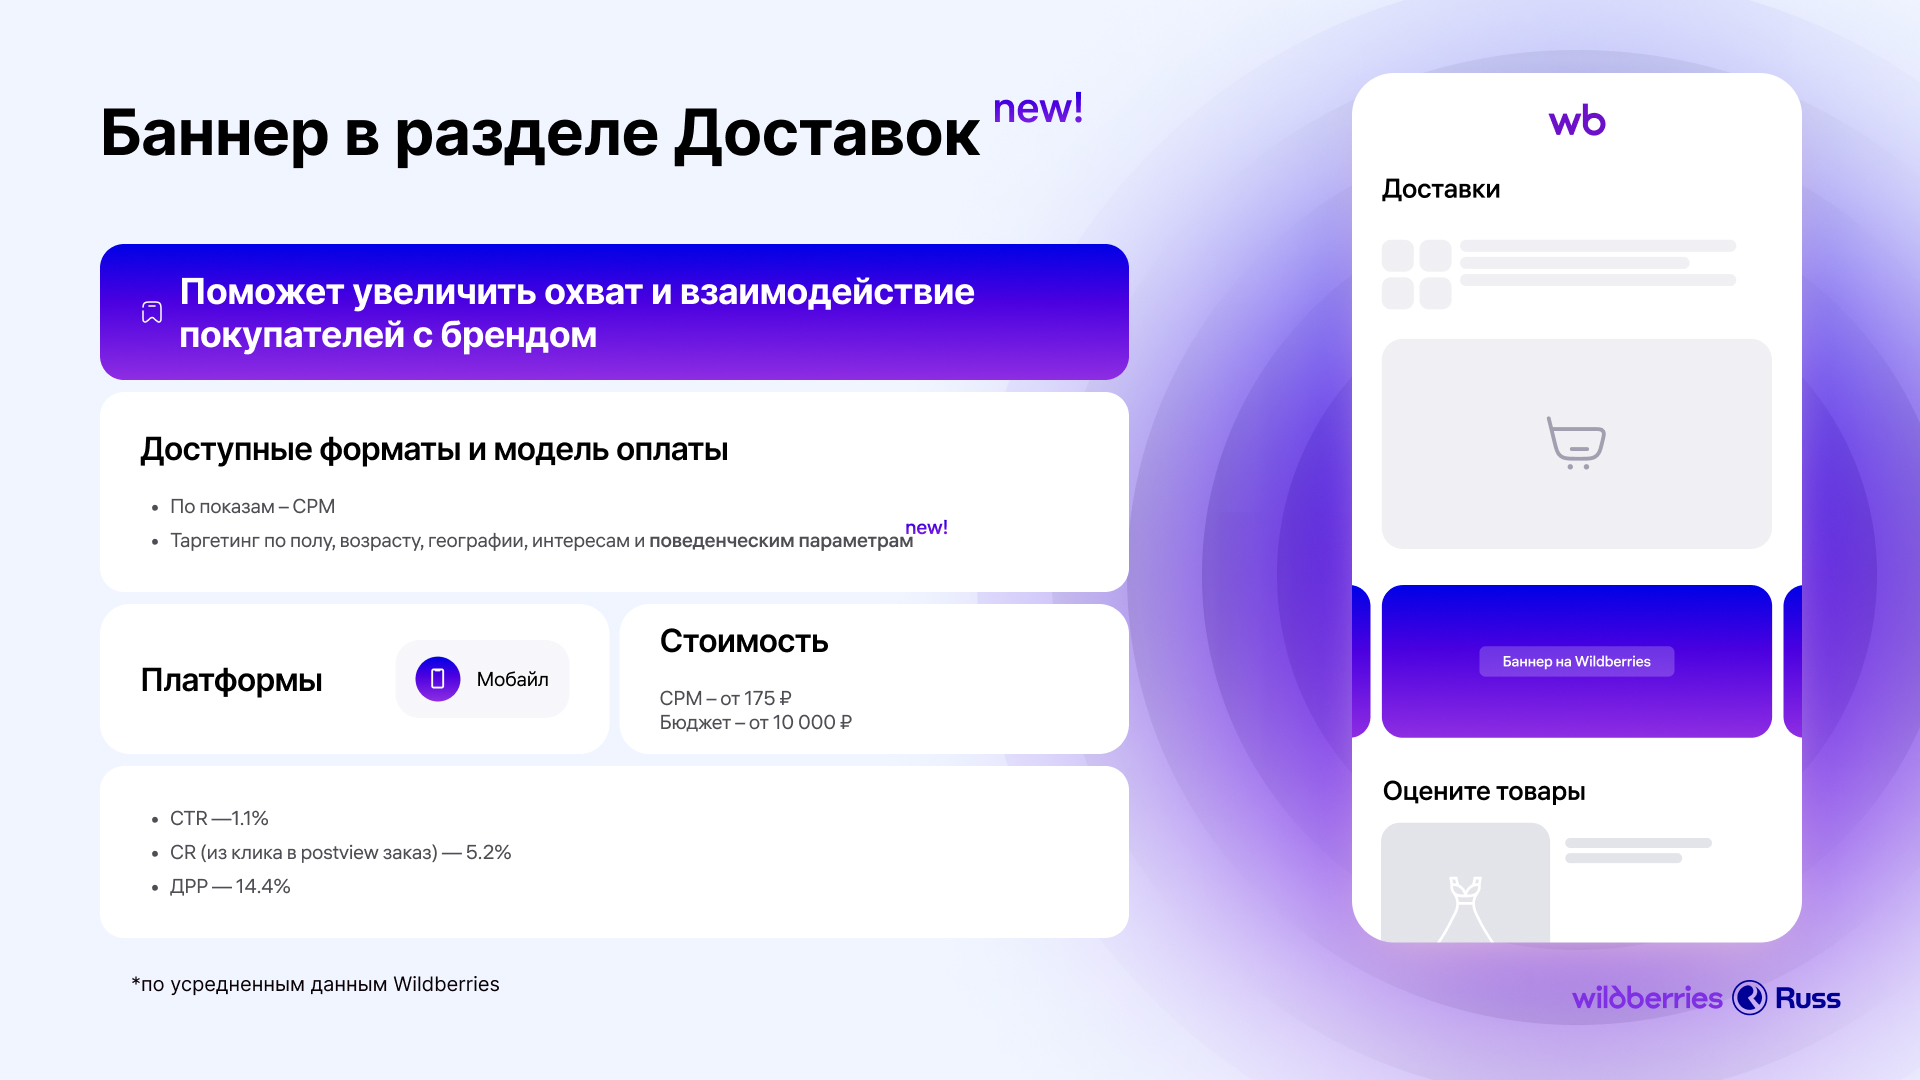 Баннер в разделе Доставок new!
Поможет увеличить охват и взаимодействие
покупателей с брендом
Доступные форматы и модель оплаты
• По показам – CPM
• Таргетинг по полу, возрасту, географии, интересам и поведенческим параметрам new!
Платформы
Мобайл
Стоимость
CPM – от 175 ₽
Бюджет – от 10 000 ₽
• CTR —1.1%
• CR (из клика в postview заказ) — 5.2%
• ДРР — 14.4%
*по усредненным данным Wildberries
wb
Доставки
Баннер на Wildberries
Оцените товары
wildberries Russ